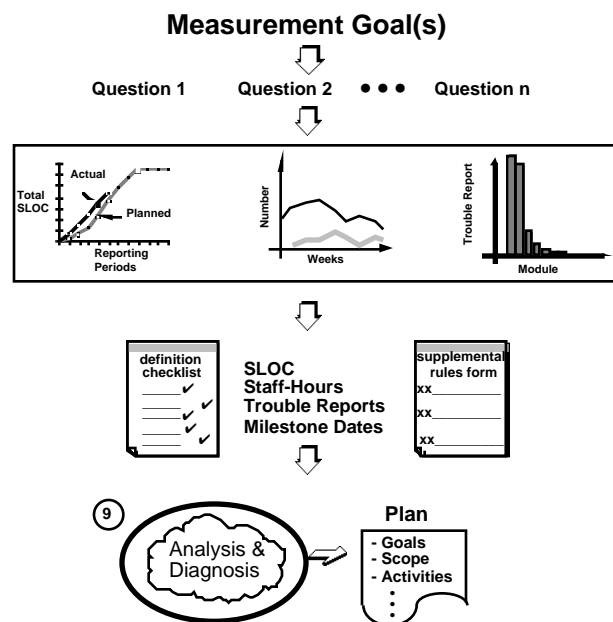 Measurement Goal(s)
Question 1 Question 2 • • • Question n
Total
SLOC
Actual
Planned
Reporting
Periods
Number
Weeks
Trouble Report
Module
definition
checklist
SLOC
Staff-Hours
Trouble Reports
Milestone Dates
supplemental
rules form
xx
xx
xx
9
Analysis &
Diagnosis
Plan
- Goals
- Scope
- Activities